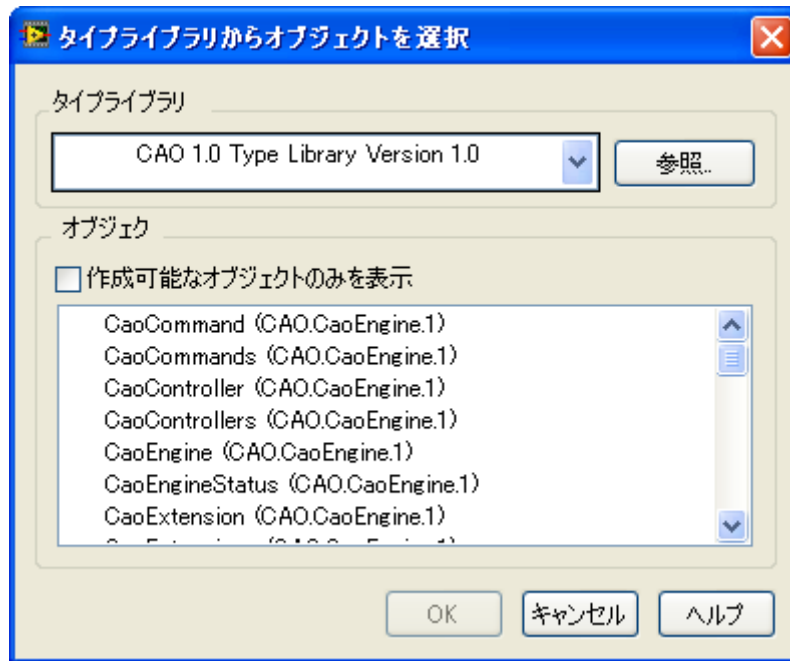 タイプライブラリからオブジェクトを選択
タイプライブラリ
CAO 1.0 Type Library Version 1.0
参照..
オブジェク
作成可能なオブジェクトのみを表示
CaoCommand (CAO.CaoEngine.1)
CaoCommands (CAO.CaoEngine.1)
CaoController (CAO.CaoEngine.1)
CaoControllers (CAO.CaoEngine.1)
CaoEngine (CAO.CaoEngine.1)
CaoEngineStatus (CAO.CaoEngine.1)
CaoExtension (CAO.CaoEngine.1)
OK
キャンセル
ヘルプ